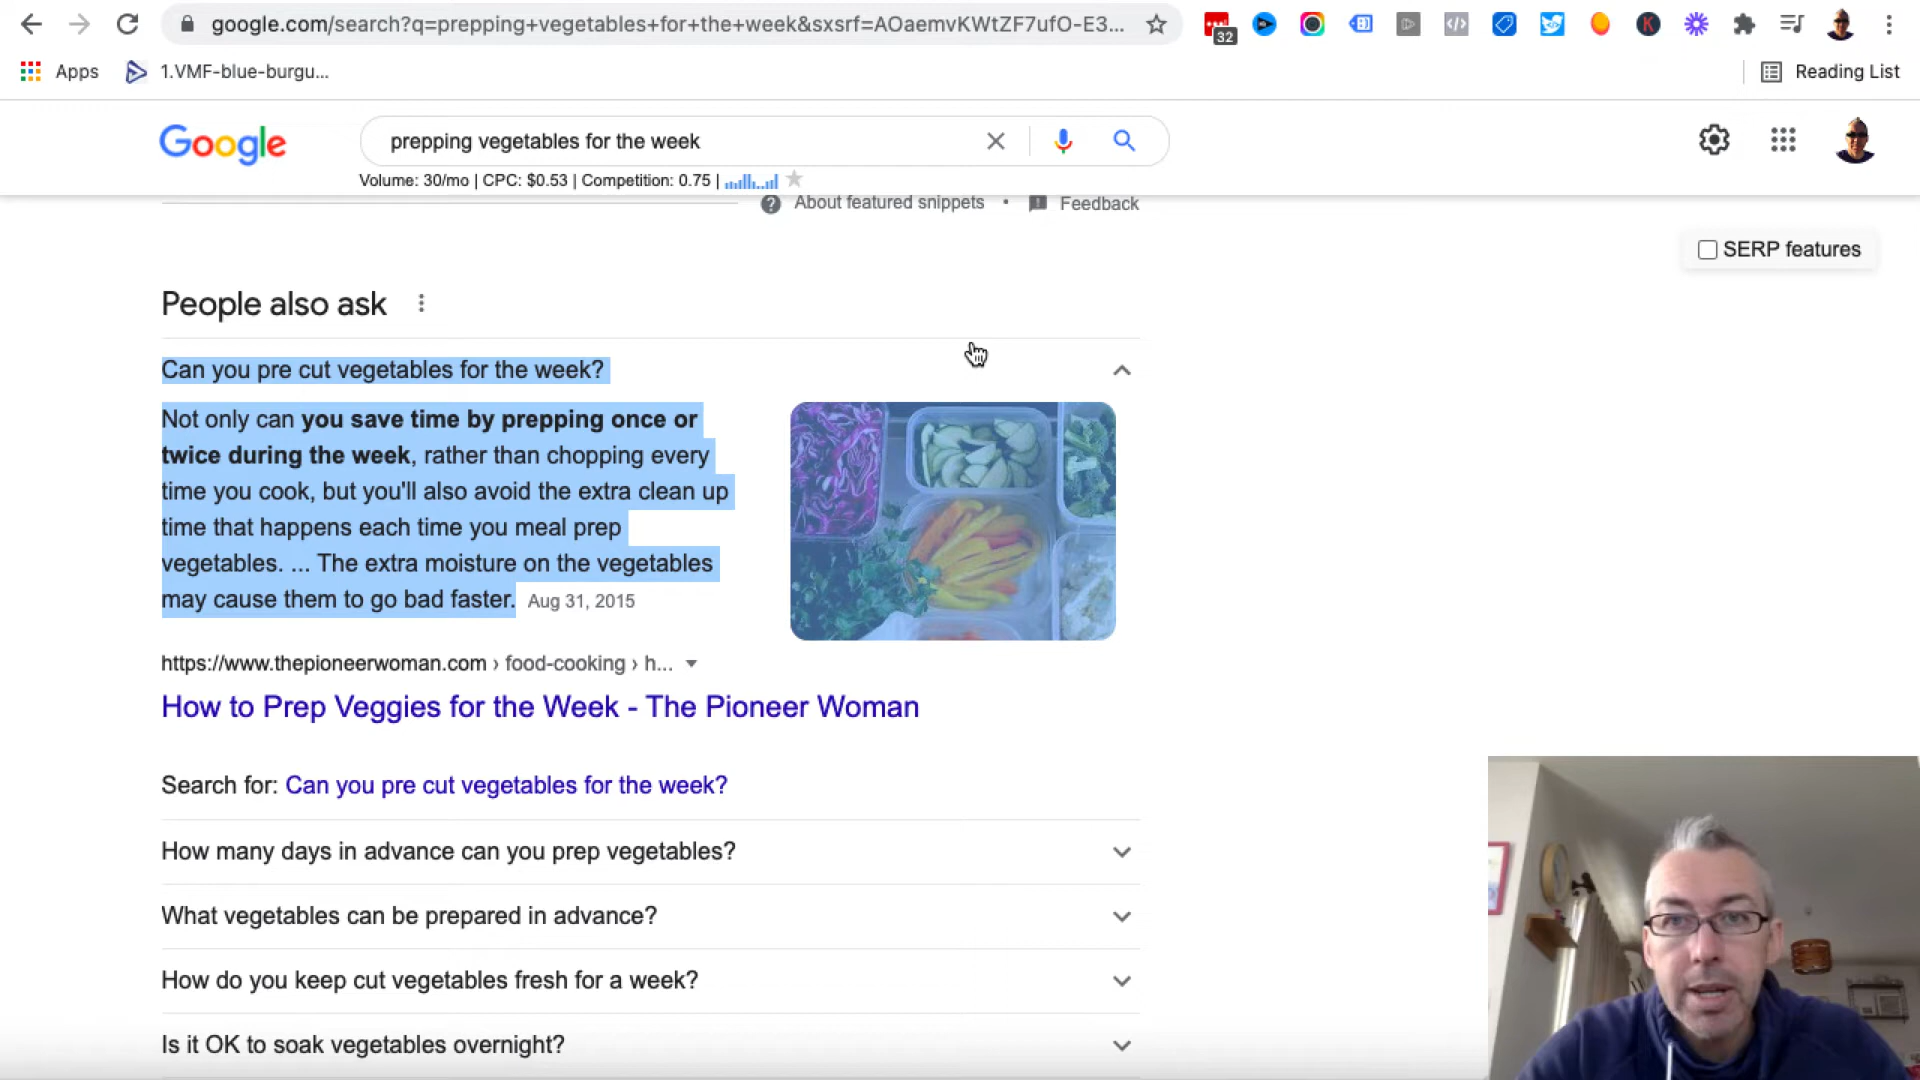 google.com/search?q=prepping+vegetables+for+the+week&sxsrf=AOaemvKWtZF7ufO-E3...
32
Apps
1.VMF-blue-burgu...
Reading List
Google
prepping vegetables for the week
Volume: 30/mo | CPC: $0.53 | Competition: 0.75 |
About featured snippets • Feedback
SERP features
People also ask
Can you pre cut vegetables for the week?
Not only can you save time by prepping once or
twice during the week, rather than chopping every
time you cook, but you'll also avoid the extra clean up
time that happens each time you meal prep
vegetables. ... The extra moisture on the vegetables
may cause them to go bad faster. Aug 31, 2015
https://www.thepioneerwoman.com › food-cooking › h...
How to Prep Veggies for the Week - The Pioneer Woman
Search for: Can you pre cut vegetables for the week?
How many days in advance can you prep vegetables?
What vegetables can be prepared in advance?
How do you keep cut vegetables fresh for a week?
Is it OK to soak vegetables overnight?